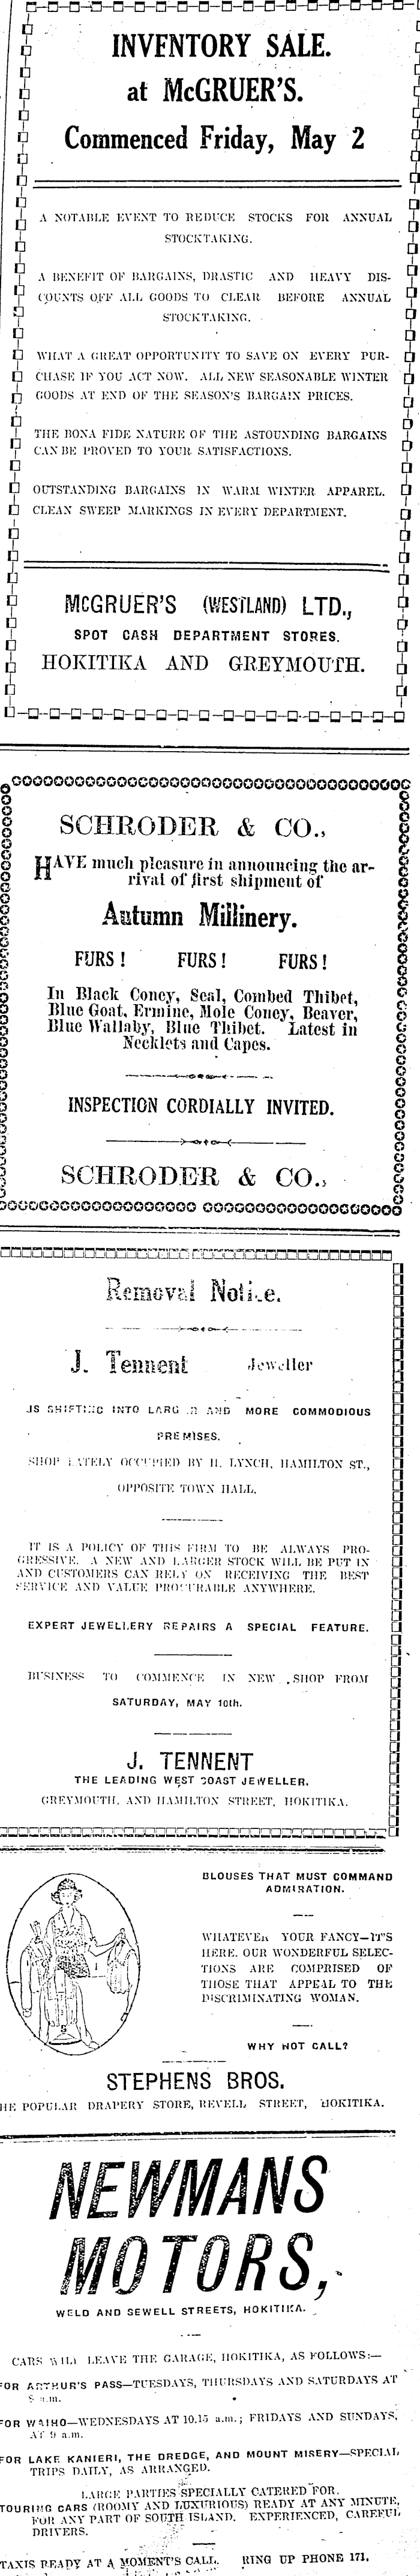 INVENTORY SALE.
at McGRUER'S.
Commenced Friday, May 2
A NOTABLE EVENT TO REDUCE STOCKS FOR ANNUAL
STOCKTAKING.
A BENEFIT OF BARGAINS, DRASTIC AND HEAVY DIS-
COUNTS OFF ALL GOODS TO CLEAR BEFORE ANNUAL
STOCKTAKING.
WHAT A GREAT OPPORTUNITY TO SAVE ON EVERY PUR-
CHASE IF YOU ACT NOW. ALL NEW SEASONABLE WINTER
GOODS AT END OF THE SEASON'S BARGAIN PRICES.
THE BONA FIDE NATURE OF THE ASTOUNDING BARGAINS
CAN BE PROVED TO YOUR SATISFACTIONS.
OUTSTANDING BARGAINS IN WARM WINTER APPAREL.
CLEAN SWEEP MARKINGS IN EVERY DEPARTMENT.
McGRUER'S (WESTLAND) LTD.,
SPOT CASH DEPARTMENT STORES.
HOKITIKA AND GREYMOUTH.
SCHRODER & CO.,
HAVE much pleasure in announcing the ar-
rival of first shipment of
Autumn Millinery.
FURS! FURS! FURS!
In Black Coney, Seal, Combed Thibet,
Blue Goat, Ermine, Mole Coney, Beaver,
Blue Wallaby, Blue Thibet. Latest in
Necklets and Capes.
INSPECTION CORDIALLY INVITED.
SCHRODER & CO.,
Removal Notice.
J. Tennent Jeweller
IS SHIFTING INTO LARGER AND MORE COMMODIOUS
PREMISES.
SHOP LATELY OCCUPIED BY H. LYNCH, HAMILTON ST.,
OPPOSITE TOWN HALL.
IT IS A POLICY OF THIS FIRM TO BE ALWAYS PRO-
GRESSIVE. A NEW AND LARGER STOCK WILL BE PUT IN
AND CUSTOMERS CAN RELY ON RECEIVING THE BEST
SERVICE AND VALUE PROCURABLE ANYWHERE.
EXPERT JEWELLERY REPAIRS A SPECIAL FEATURE.
BUSINESS TO COMMENCE IN NEW SHOP FROM
SATURDAY, MAY 10th.
J. TENNENT
THE LEADING WEST COAST JEWELLER.
GREYMOUTH, AND HAMILTON STREET, HOKITIKA.
BLOUSES THAT MUST COMMAND
ADMIRATION.
WHATEVER YOUR FANCY—IT'S
HERE. OUR WONDERFUL SELEC-
TIONS ARE COMPRISED OF
THOSE THAT APPEAL TO THE
DISCRIMINATING WOMAN.
WHY NOT CALL?
STEPHENS BROS.
HE POPULAR DRAPERY STORE, REVELL STREET, HOKITIKA.
NEWMANS
MOTORS,
WELD AND SEWELL STREETS, HOKITIKA.
CARS WILL LEAVE THE GARAGE, HOKITIKA, AS FOLLOWS:—
FOR ARTHUR'S PASS—TUESDAYS, THURSDAYS AND SATURDAYS AT
8 a.m.
FOR WAIHO—WEDNESDAYS AT 10.15 a.m.; FRIDAYS AND SUNDAYS,
AT 9 a.m.
FOR LAKE KANIERI, THE DREDGE, AND MOUNT MISERY—SPECIAL
TRIPS DAILY, AS ARRANGED.
LARGE PARTIES SPECIALLY CATERED FOR.
TOURING CARS (ROOMY AND LUXURIOUS) READY AT ANY MINUTE,
FOR ANY PART OF SOUTH ISLAND. EXPERIENCED, CAREFUL
DRIVERS.
TAXIS READY AT A MOMENT'S CALL. RING UP PHONE 171.